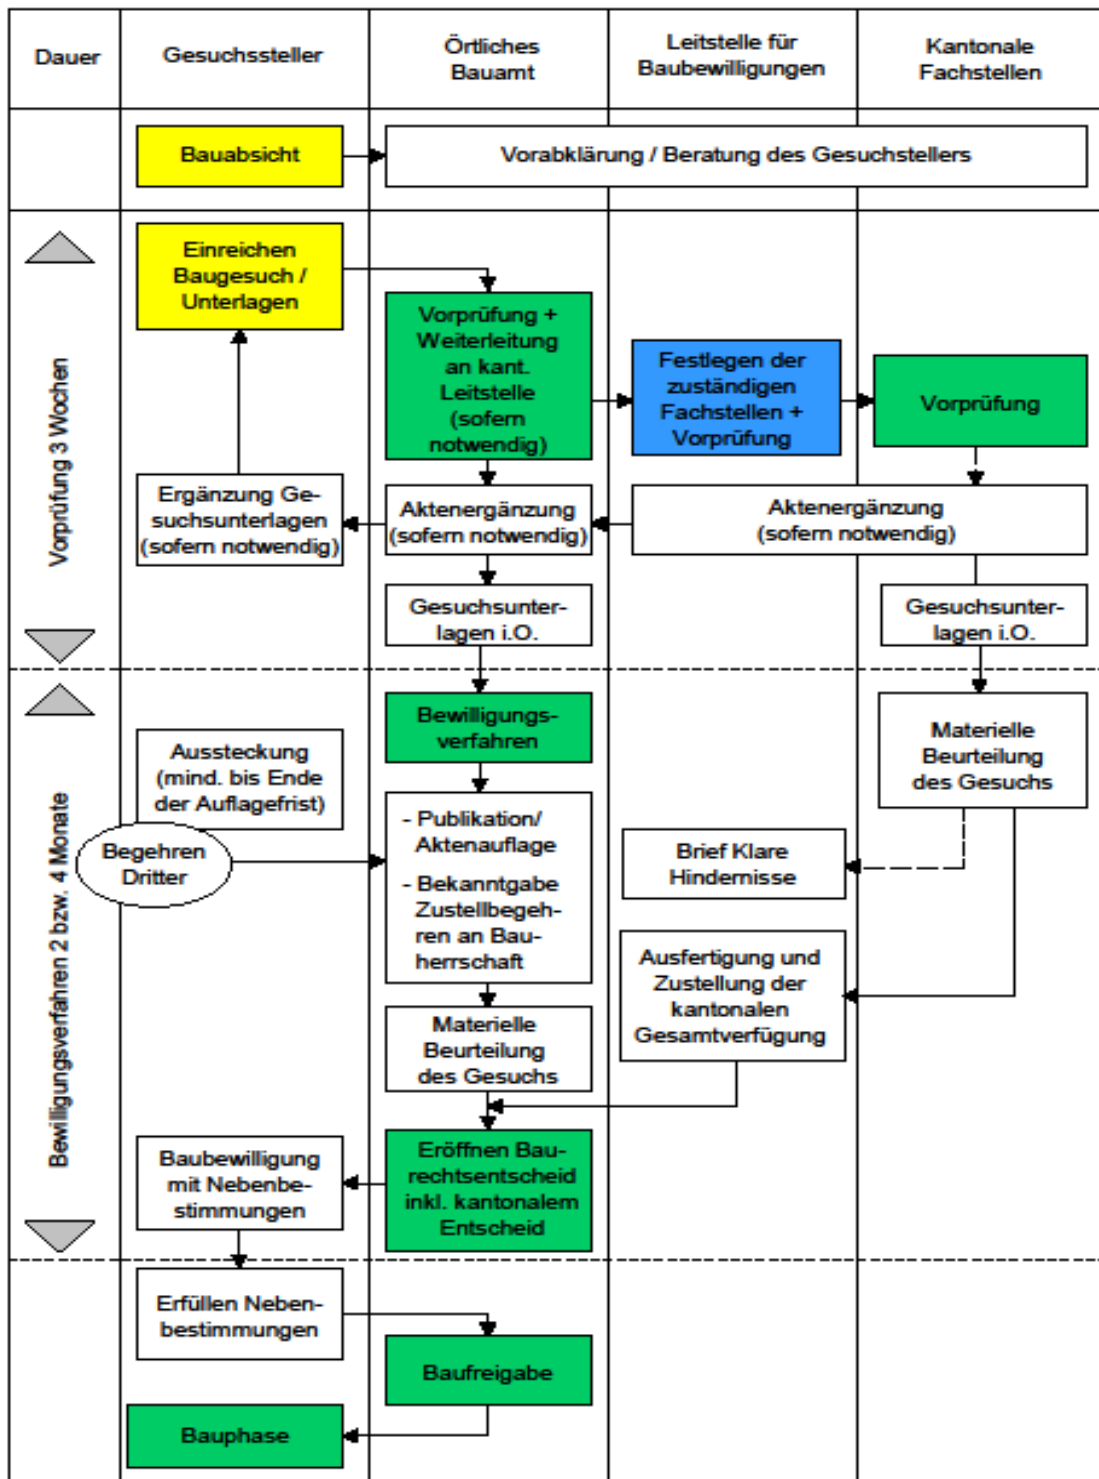 Dauer
Gesuchssteller
Örtliches
Bauamt
Leitstelle für
Baubewilligungen
Kantonale
Fachstellen
Bauabsicht
Vorabklärung / Beratung des Gesuchstellers
Vorprüfung 3 Wochen
Einreichen
Baugesuch /
Unterlagen
Vorprüfung +
Weiterleitung
an kant.
Leitstelle
(sofern
notwendig)
Festlegen der
zuständigen
Fachstellen +
Vorprüfung
Vorprüfung
Ergänzung Ge-
suchsunterlagen
(sofern notwendig)
Aktenergänzung
(sofern notwendig)
Aktenergänzung
(sofern notwendig)
Gesuchsunter-
lagen i.O.
Gesuchsunter-
lagen i.O.
Bewilligungsverfahren 2 bzw. 4 Monate
Bewilligungs-
verfahren
Materielle
Beurteilung
des Gesuchs
Aussteckung
(mind. bis Ende
der Auflagefrist)
Begehren
Dritter
- Publikation/
Aktenauflage
- Bekanntgabe
Zustellbegeh-
ren an Bau-
herrschaft
Brief Klare
Hindernisse
Ausfertigung und
Zustellung der
kantonalen
Gesamtverfügung
Materielle
Beurteilung
des Gesuchs
Baubewilligung
mit Nebenbe-
stimmungen
Eröffnen Bau-
rechtsentscheid
inkl. kantonalem
Entscheid
Erfüllen Neben-
bestimmungen
Baufreigabe
Bauphase